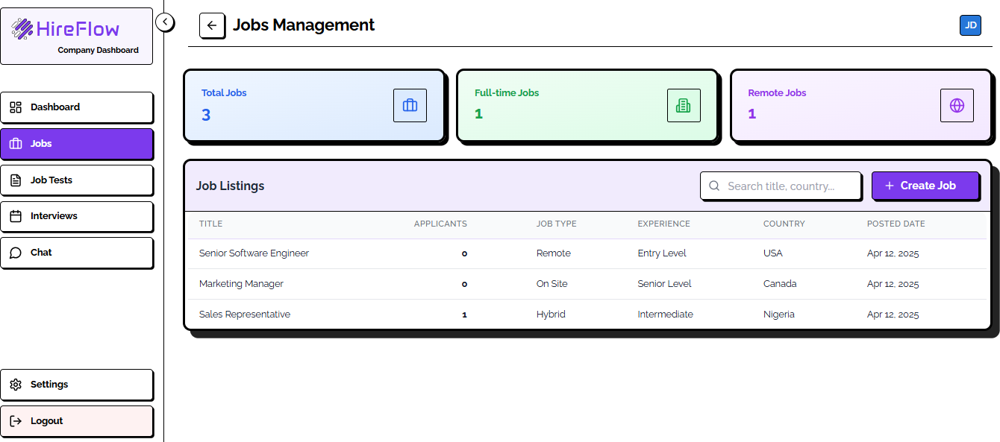 HireFlow
Company Dashboard
Dashboard
Jobs
Job Tests
Interviews
Chat
Settings
Logout
Jobs Management
JD
Total Jobs
3
Full-time Jobs
1
Remote Jobs
1
Job Listings
Search title, country...
+ Create Job
TITLE APPLICANTS JOB TYPE EXPERIENCE COUNTRY POSTED DATE
Senior Software Engineer 0 Remote Entry Level USA Apr 12, 2025
Marketing Manager 0 On Site Senior Level Canada Apr 12, 2025
Sales Representative 1 Hybrid Intermediate Nigeria Apr 12, 2025